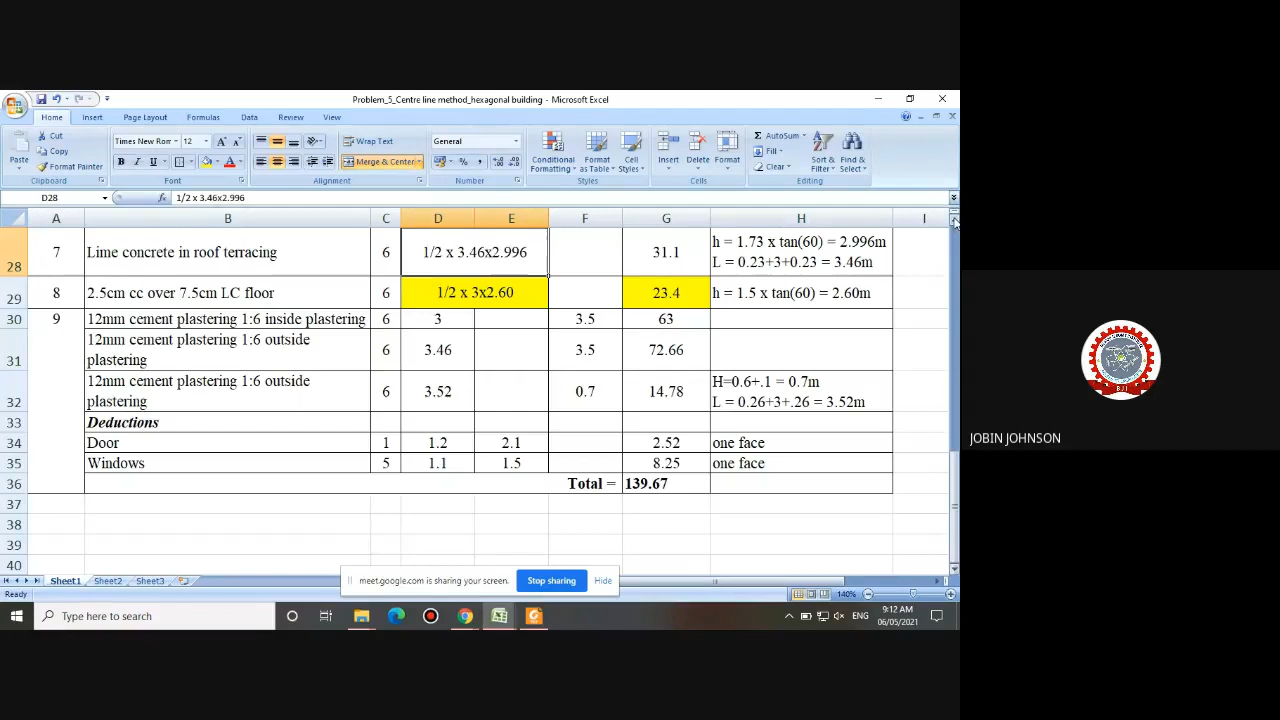 Problem_5_Centre line method_hexagonal building - Microsoft Excel
Home Insert Page Layout Formulas Data Review View
Paste Cut Copy Format Painter
Times New Rom 12
Wrap Text
Merge & Center
General
Conditional Formatting Format as Table Cell Styles
Insert Delete Format
AutoSum Fill Clear
Sort & Filter Find & Select
Clipboard Font Alignment Number Styles Cells Editing
D28 fx 1/2 x 3.46x2.996
A B C D E F G H I
28 7 Lime concrete in roof terracing 6 1/2 x 3.46x2.996 31.1 h = 1.73 x tan(60) = 2.996m
L = 0.23+3+0.23 = 3.46m
29 8 2.5cm cc over 7.5cm LC floor 6 1/2 x 3x2.60 23.4 h = 1.5 x tan(60) = 2.60m
30 9 12mm cement plastering 1:6 inside plastering 6 3 3.5 63
31 12mm cement plastering 1:6 outside
plastering 6 3.46 3.5 72.66
32 12mm cement plastering 1:6 outside
plastering 6 3.52 0.7 14.78 H=0.6+.1 = 0.7m
L = 0.26+3+.26 = 3.52m
33 Deductions
34 Door 1 1.2 2.1 2.52 one face
35 Windows 5 1.1 1.5 8.25 one face
36 Total = 139.67
37
38
39
40
Sheet1 Sheet2 Sheet3
meet.google.com is sharing your screen. Stop sharing Hide
Ready 140%
Type here to search
ENG 9:12 AM
06/05/2021
JOBIN JOHNSON
BJI